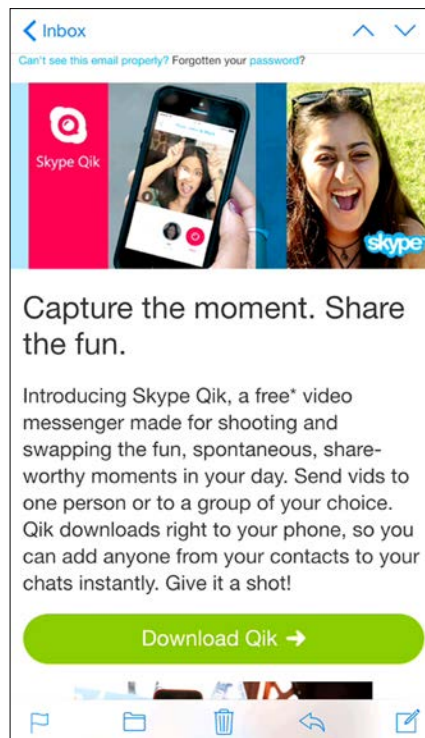 Inbox
Can't see this email properly? Forgotten your password?
Skype Qik
skype
Capture the moment. Share
the fun.
Introducing Skype Qik, a free* video
messenger made for shooting and
swapping the fun, spontaneous, share-
worthy moments in your day. Send vids to
one person or to a group of your choice.
Qik downloads right to your phone, so you
can add anyone from your contacts to your
chats instantly. Give it a shot!
Download Qik →